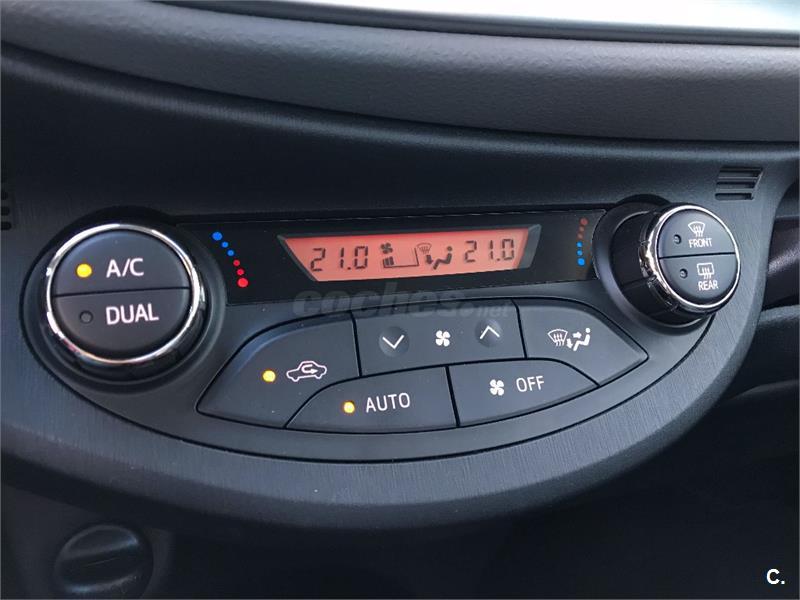 FRONT
21.0 21.0
A/C
REAR
DUAL
coches.net
AUTO
OFF
C.